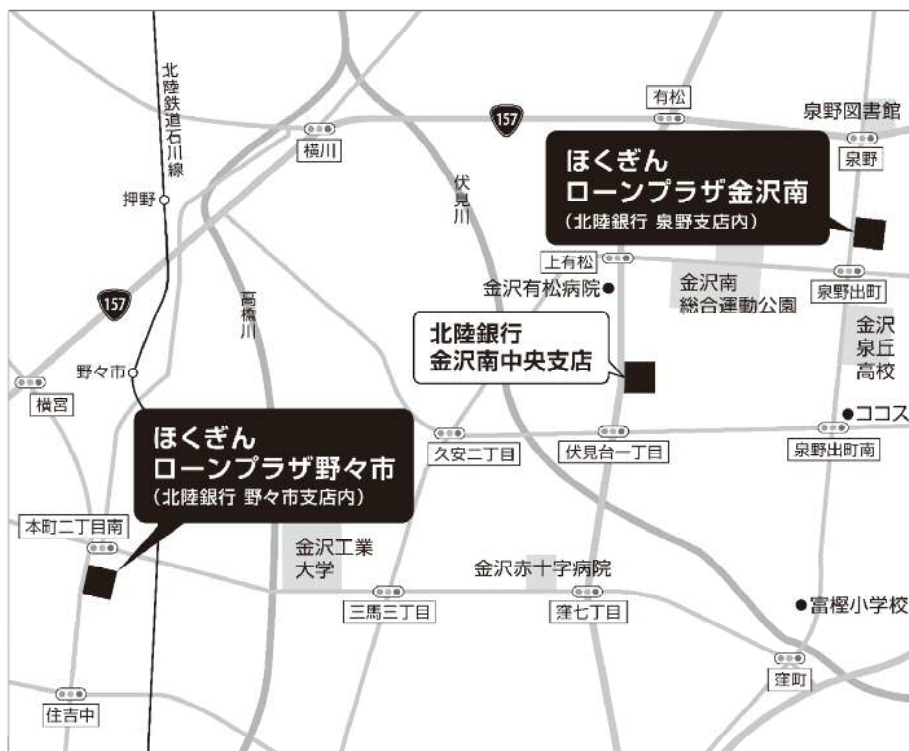 北陸鉄道石川線
157
有松
泉野図書館
横川
泉野
ほくぎん
ローンプラザ金沢南
(北陸銀行 泉野支店内)
押野
伏見川
上有松
金沢有松病院
金沢南
総合運動公園
泉野出町
157
高橋川
北陸銀行
金沢南中央支店
金沢
泉丘
高校
野々市
横宮
ココス
ほくぎん
ローンプラザ野々市
(北陸銀行 野々市支店内)
久安二丁目
伏見台一丁目
泉野出町南
本町二丁目南
金沢工業
大学
金沢赤十字病院
三馬三丁目
窪七丁目
富樫小学校
窪町
住吉中